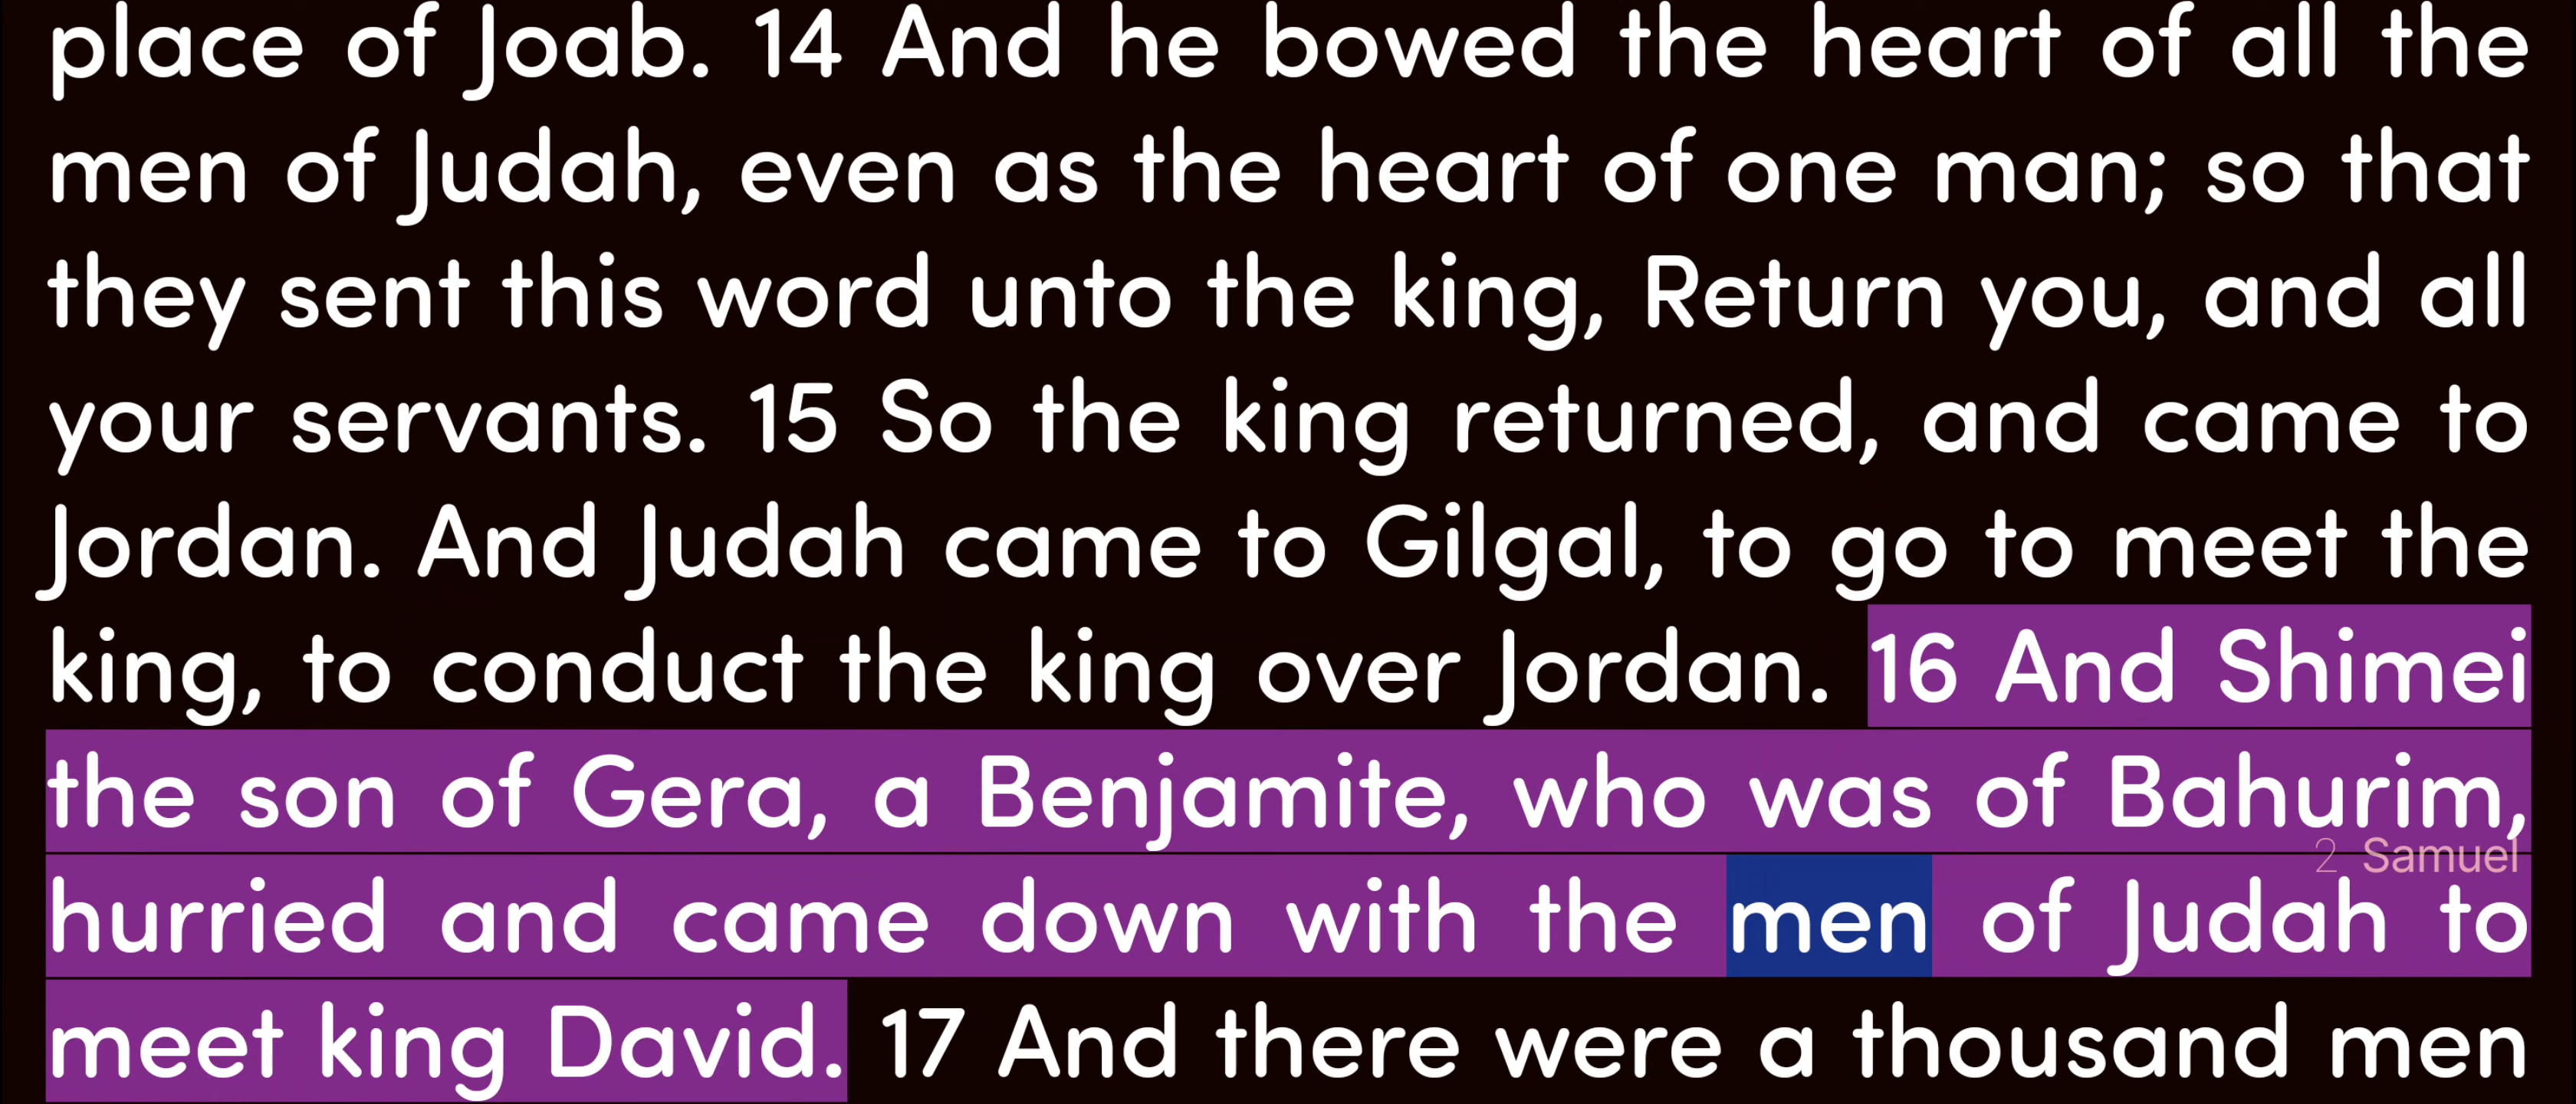 place of Joab. 14 And he bowed the heart of all the
men of Judah, even as the heart of one man; so that
they sent this word unto the king, Return you, and all
your servants. 15 So the king returned, and came to
Jordan. And Judah came to Gilgal, to go to meet the
king, to conduct the king over Jordan. 16 And Shimei
the son of Gera, a Benjamite, who was of Bahurim,
2 Samuel
hurried and came down with the men of Judah to
meet king David. 17 And there were a thousand men